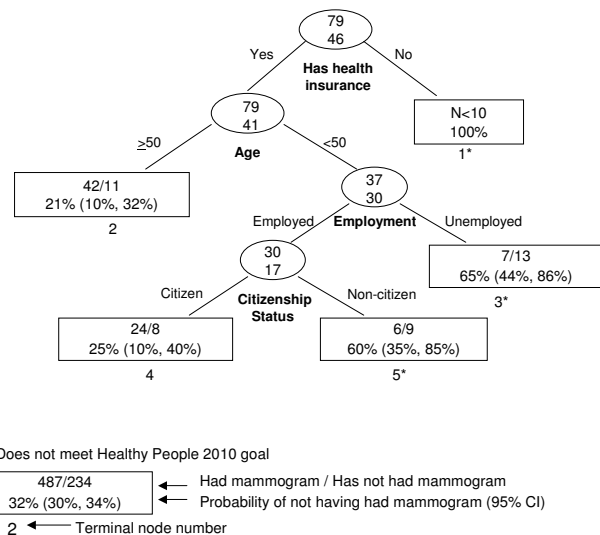 79
46
Yes
No
Has health
insurance
79
41
N<10
100%
1*
≥50
Age
<50
42/11
21% (10%, 32%)
2
37
30
Employed
Employment
Unemployed
30
17
7/13
65% (44%, 86%)
3*
Citizen
Citizenship
Status
Non-citizen
24/8
25% (10%, 40%)
4
6/9
60% (35%, 85%)
5*
Does not meet Healthy People 2010 goal
487/234
32% (30%, 34%)
Had mammogram / Has not had mammogram
Probability of not having had mammogram (95% CI)
2
Terminal node number